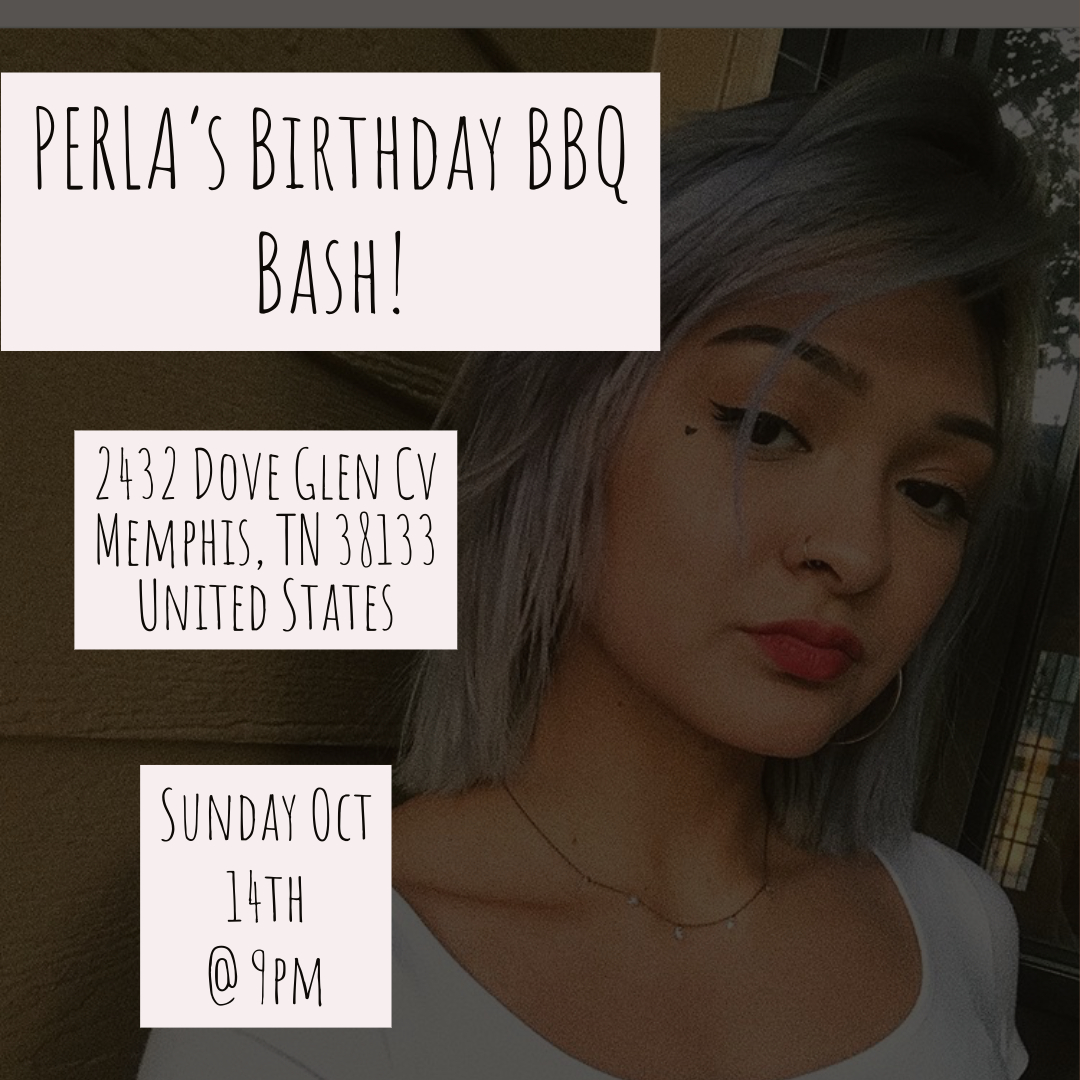 PERLA's BIRTHDAY BBQ
BASH!
2432 DOVE GLEN CV
MEMPHIS, TN 38133
UNITED STATES
SUNDAY OCT
14TH
@ 9PM